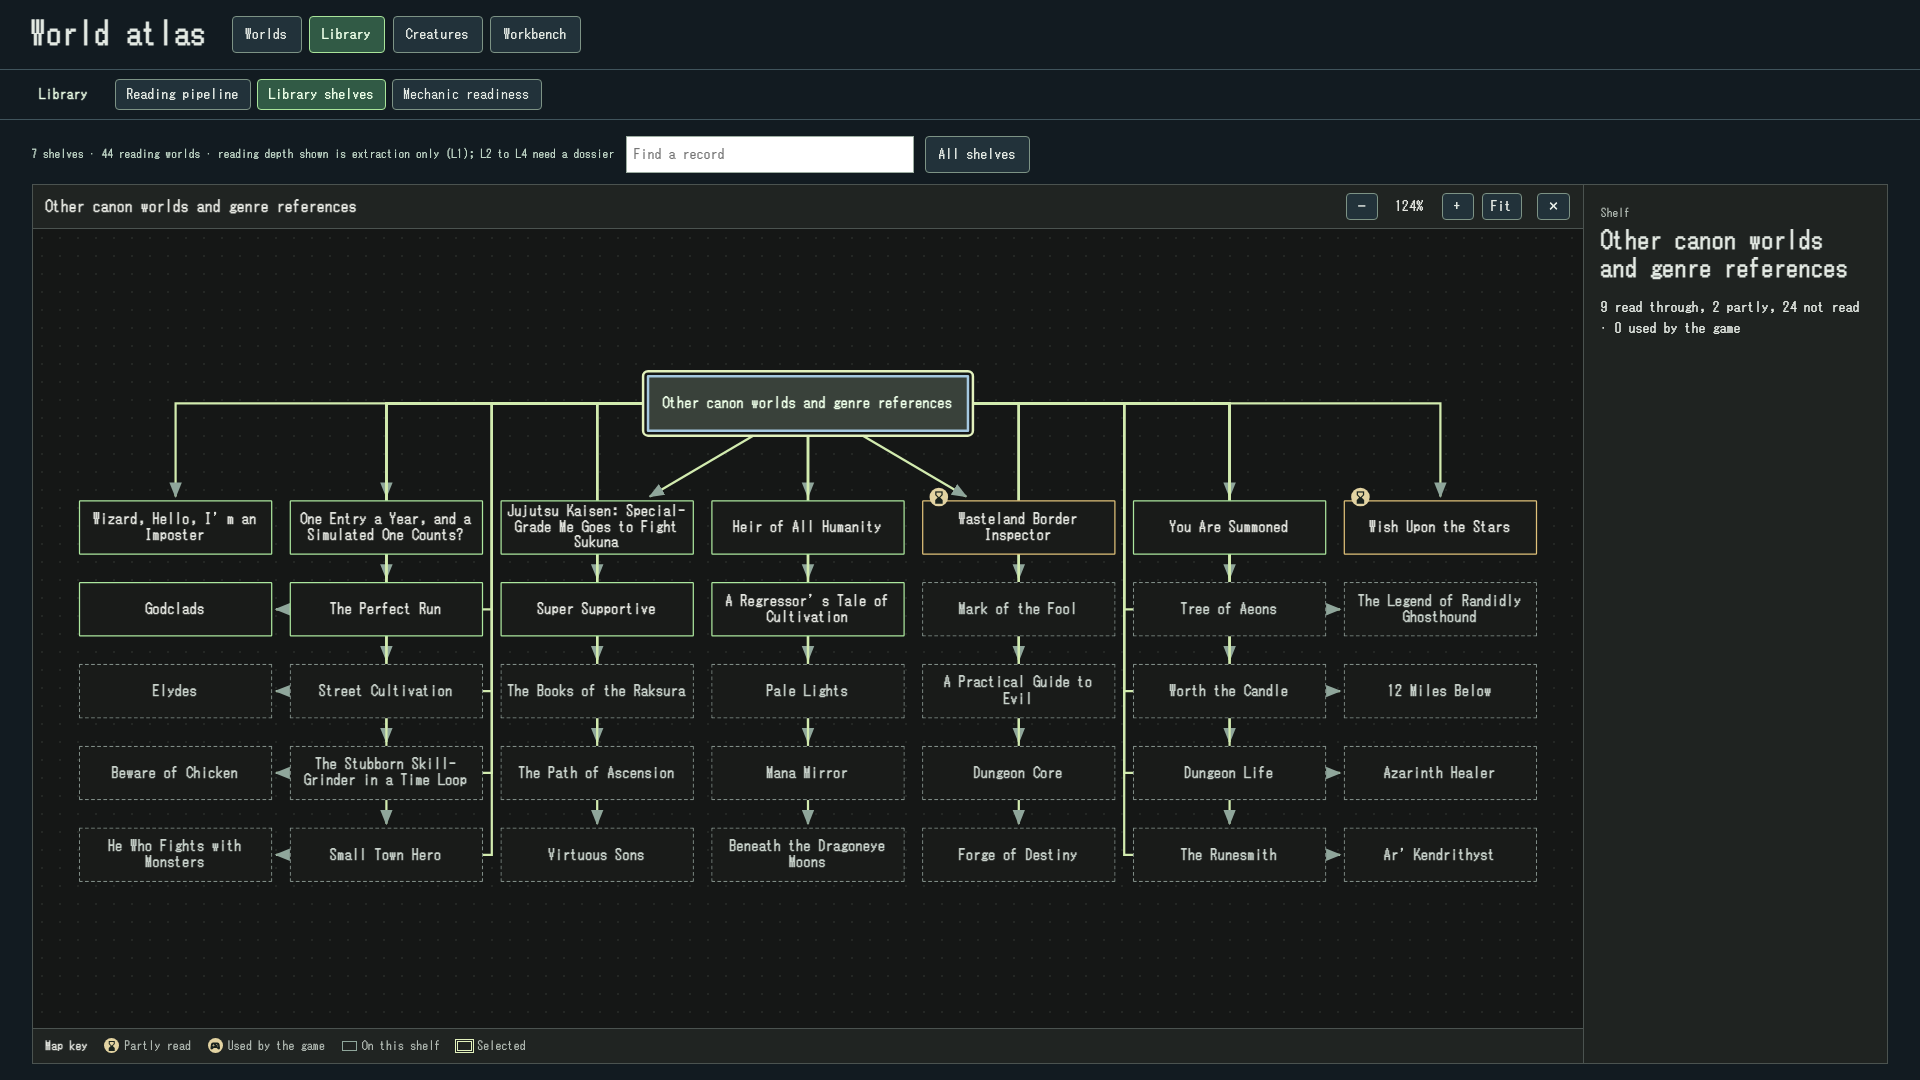 World atlas
Worlds
Library
Creatures
Workbench
Library
Reading pipeline
Library shelves
Mechanic readiness
7 shelves · 44 reading worlds · reading depth shown is extraction only (L1); L2 to L4 need a dossier
Find a record
All shelves
Other canon worlds and genre references
−
124%
+
Fit
×
Other canon worlds and genre references
Wizard, Hello, I’m an
Imposter
One Entry a Year, and a
Simulated One Counts?
Jujutsu Kaisen: Special-
Grade Me Goes to Fight
Sukuna
Heir of All Humanity
Wasteland Border
Inspector
You Are Summoned
Wish Upon the Stars
Godclads
The Perfect Run
Super Supportive
A Regressor’s Tale of
Cultivation
Mark of the Fool
Tree of Aeons
The Legend of Randidly
Ghosthound
Elydes
Street Cultivation
The Books of the Raksura
Pale Lights
A Practical Guide to
Evil
Worth the Candle
12 Miles Below
Beware of Chicken
The Stubborn Skill-
Grinder in a Time Loop
The Path of Ascension
Mana Mirror
Dungeon Core
Dungeon Life
Azarinth Healer
He Who Fights with
Monsters
Small Town Hero
Virtuous Sons
Beneath the Dragoneye
Moons
Forge of Destiny
The Runesmith
Ar’Kendrithyst
Map key
Partly read
Used by the game
On this shelf
Selected
Shelf
Other canon worlds
and genre references
9 read through, 2 partly, 24 not read
· 0 used by the game